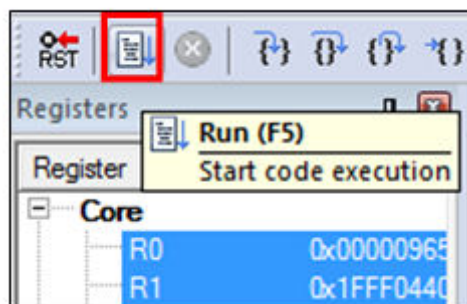 RST
Registers
Run (F5)
Register
Start code execution
Core
R0 0x00000965
R1 0x1FFF0440